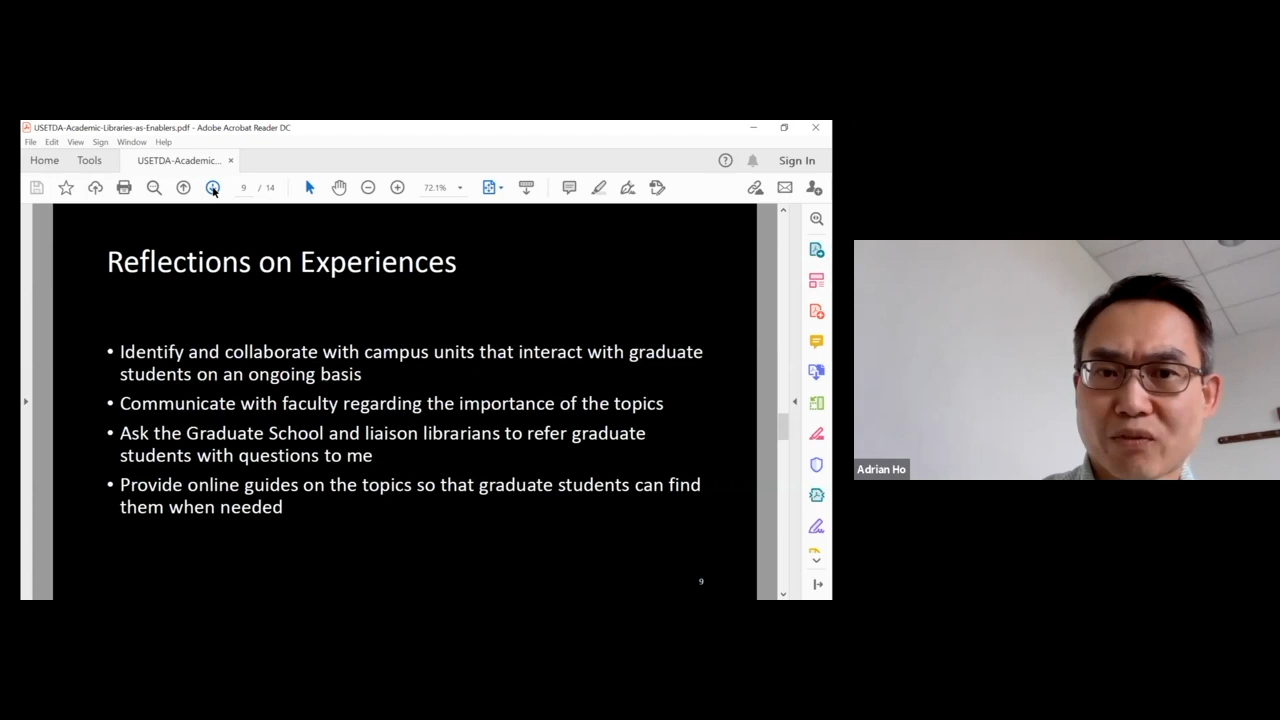 USETDA-Academic-Libraries-as-Enablers.pdf - Adobe Acrobat Reader DC
File Edit View Sign Window Help
Home Tools USETDA-Academic... × Sign In
9 / 14 72.1%
Reflections on Experiences
• Identify and collaborate with campus units that interact with graduate
students on an ongoing basis
• Communicate with faculty regarding the importance of the topics
• Ask the Graduate School and liaison librarians to refer graduate
students with questions to me
• Provide online guides on the topics so that graduate students can find
them when needed
9
Adrian Ho